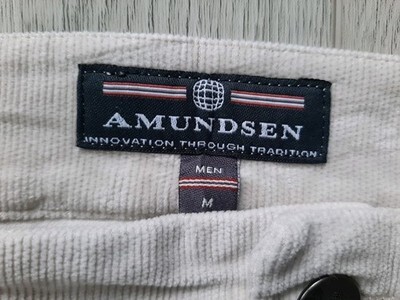 AMUNDSEN
INNOVATION THROUGH TRADITION
MEN
M